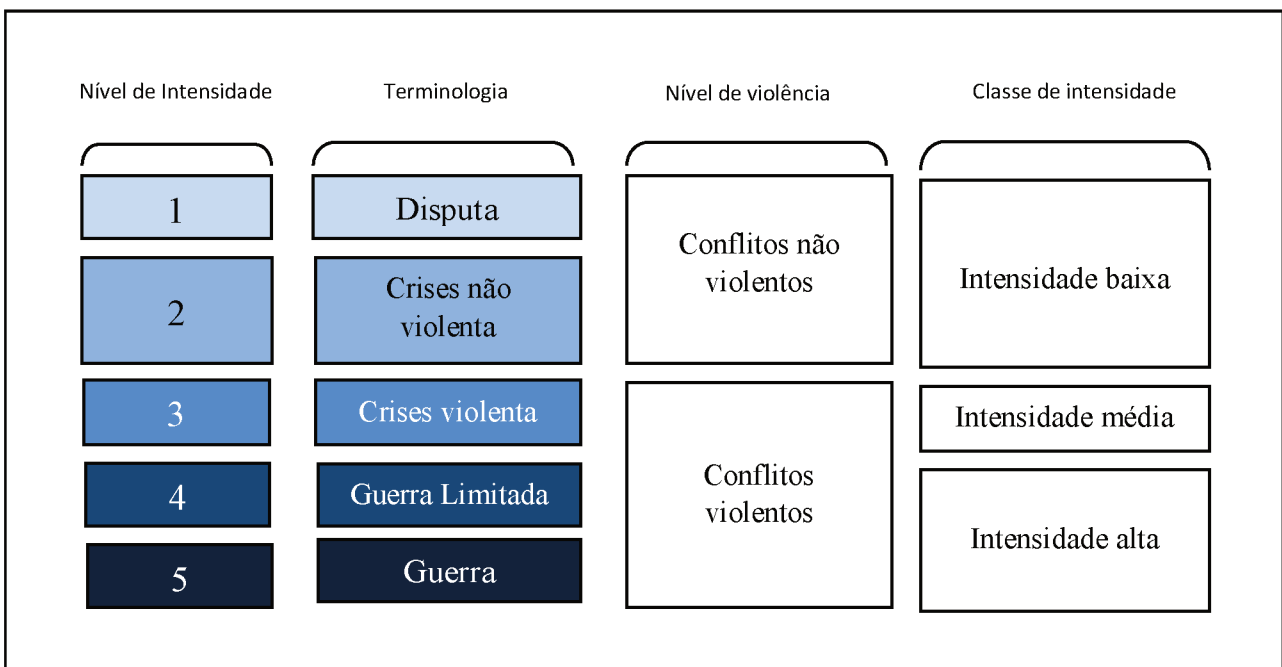 Nível de Intensidade
Terminologia
Nível de violência
Classe de intensidade
1
Disputa
Conflitos não
violentos
Intensidade baixa
2
Crises não
violenta
3
Crises violenta
Intensidade média
4
Guerra Limitada
Conflitos
violentos
Intensidade alta
5
Guerra